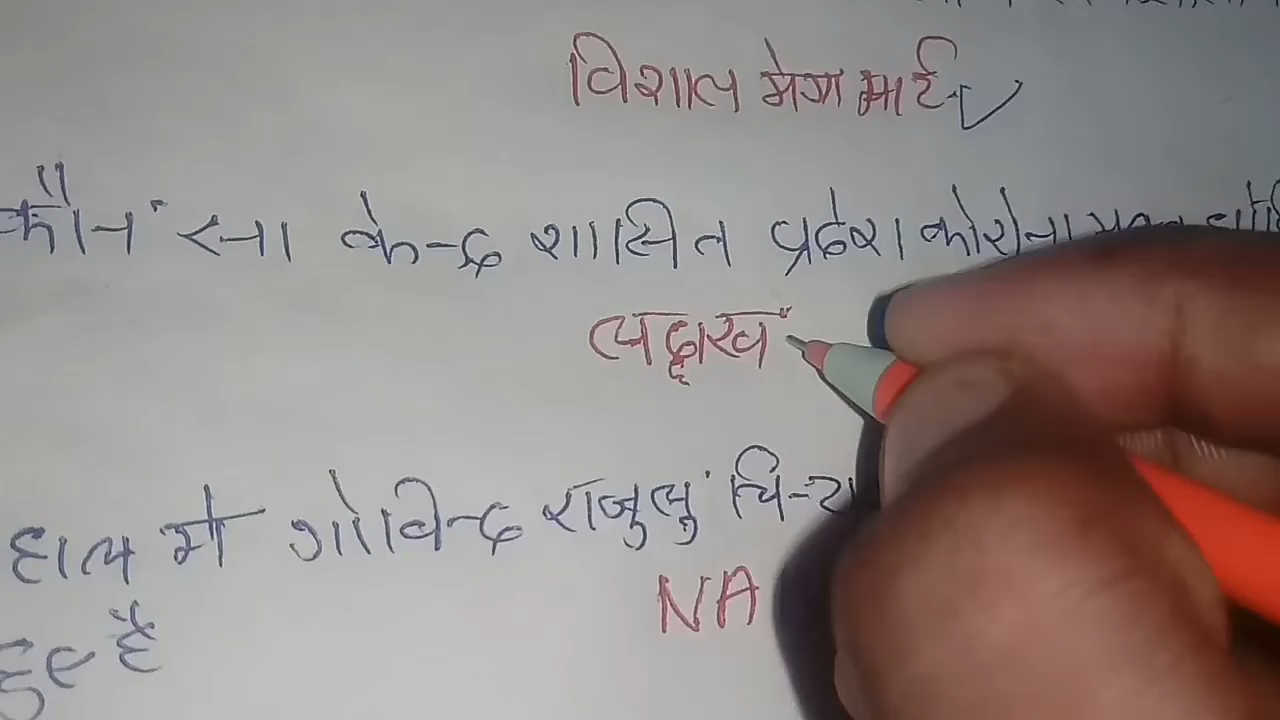 विशाल मेगा मार्ट
कौन सा केन्द्र शासित प्रदेश कोरोना
लद्दाख
हाल में गोविन्द राजुलु
NA
हुए है